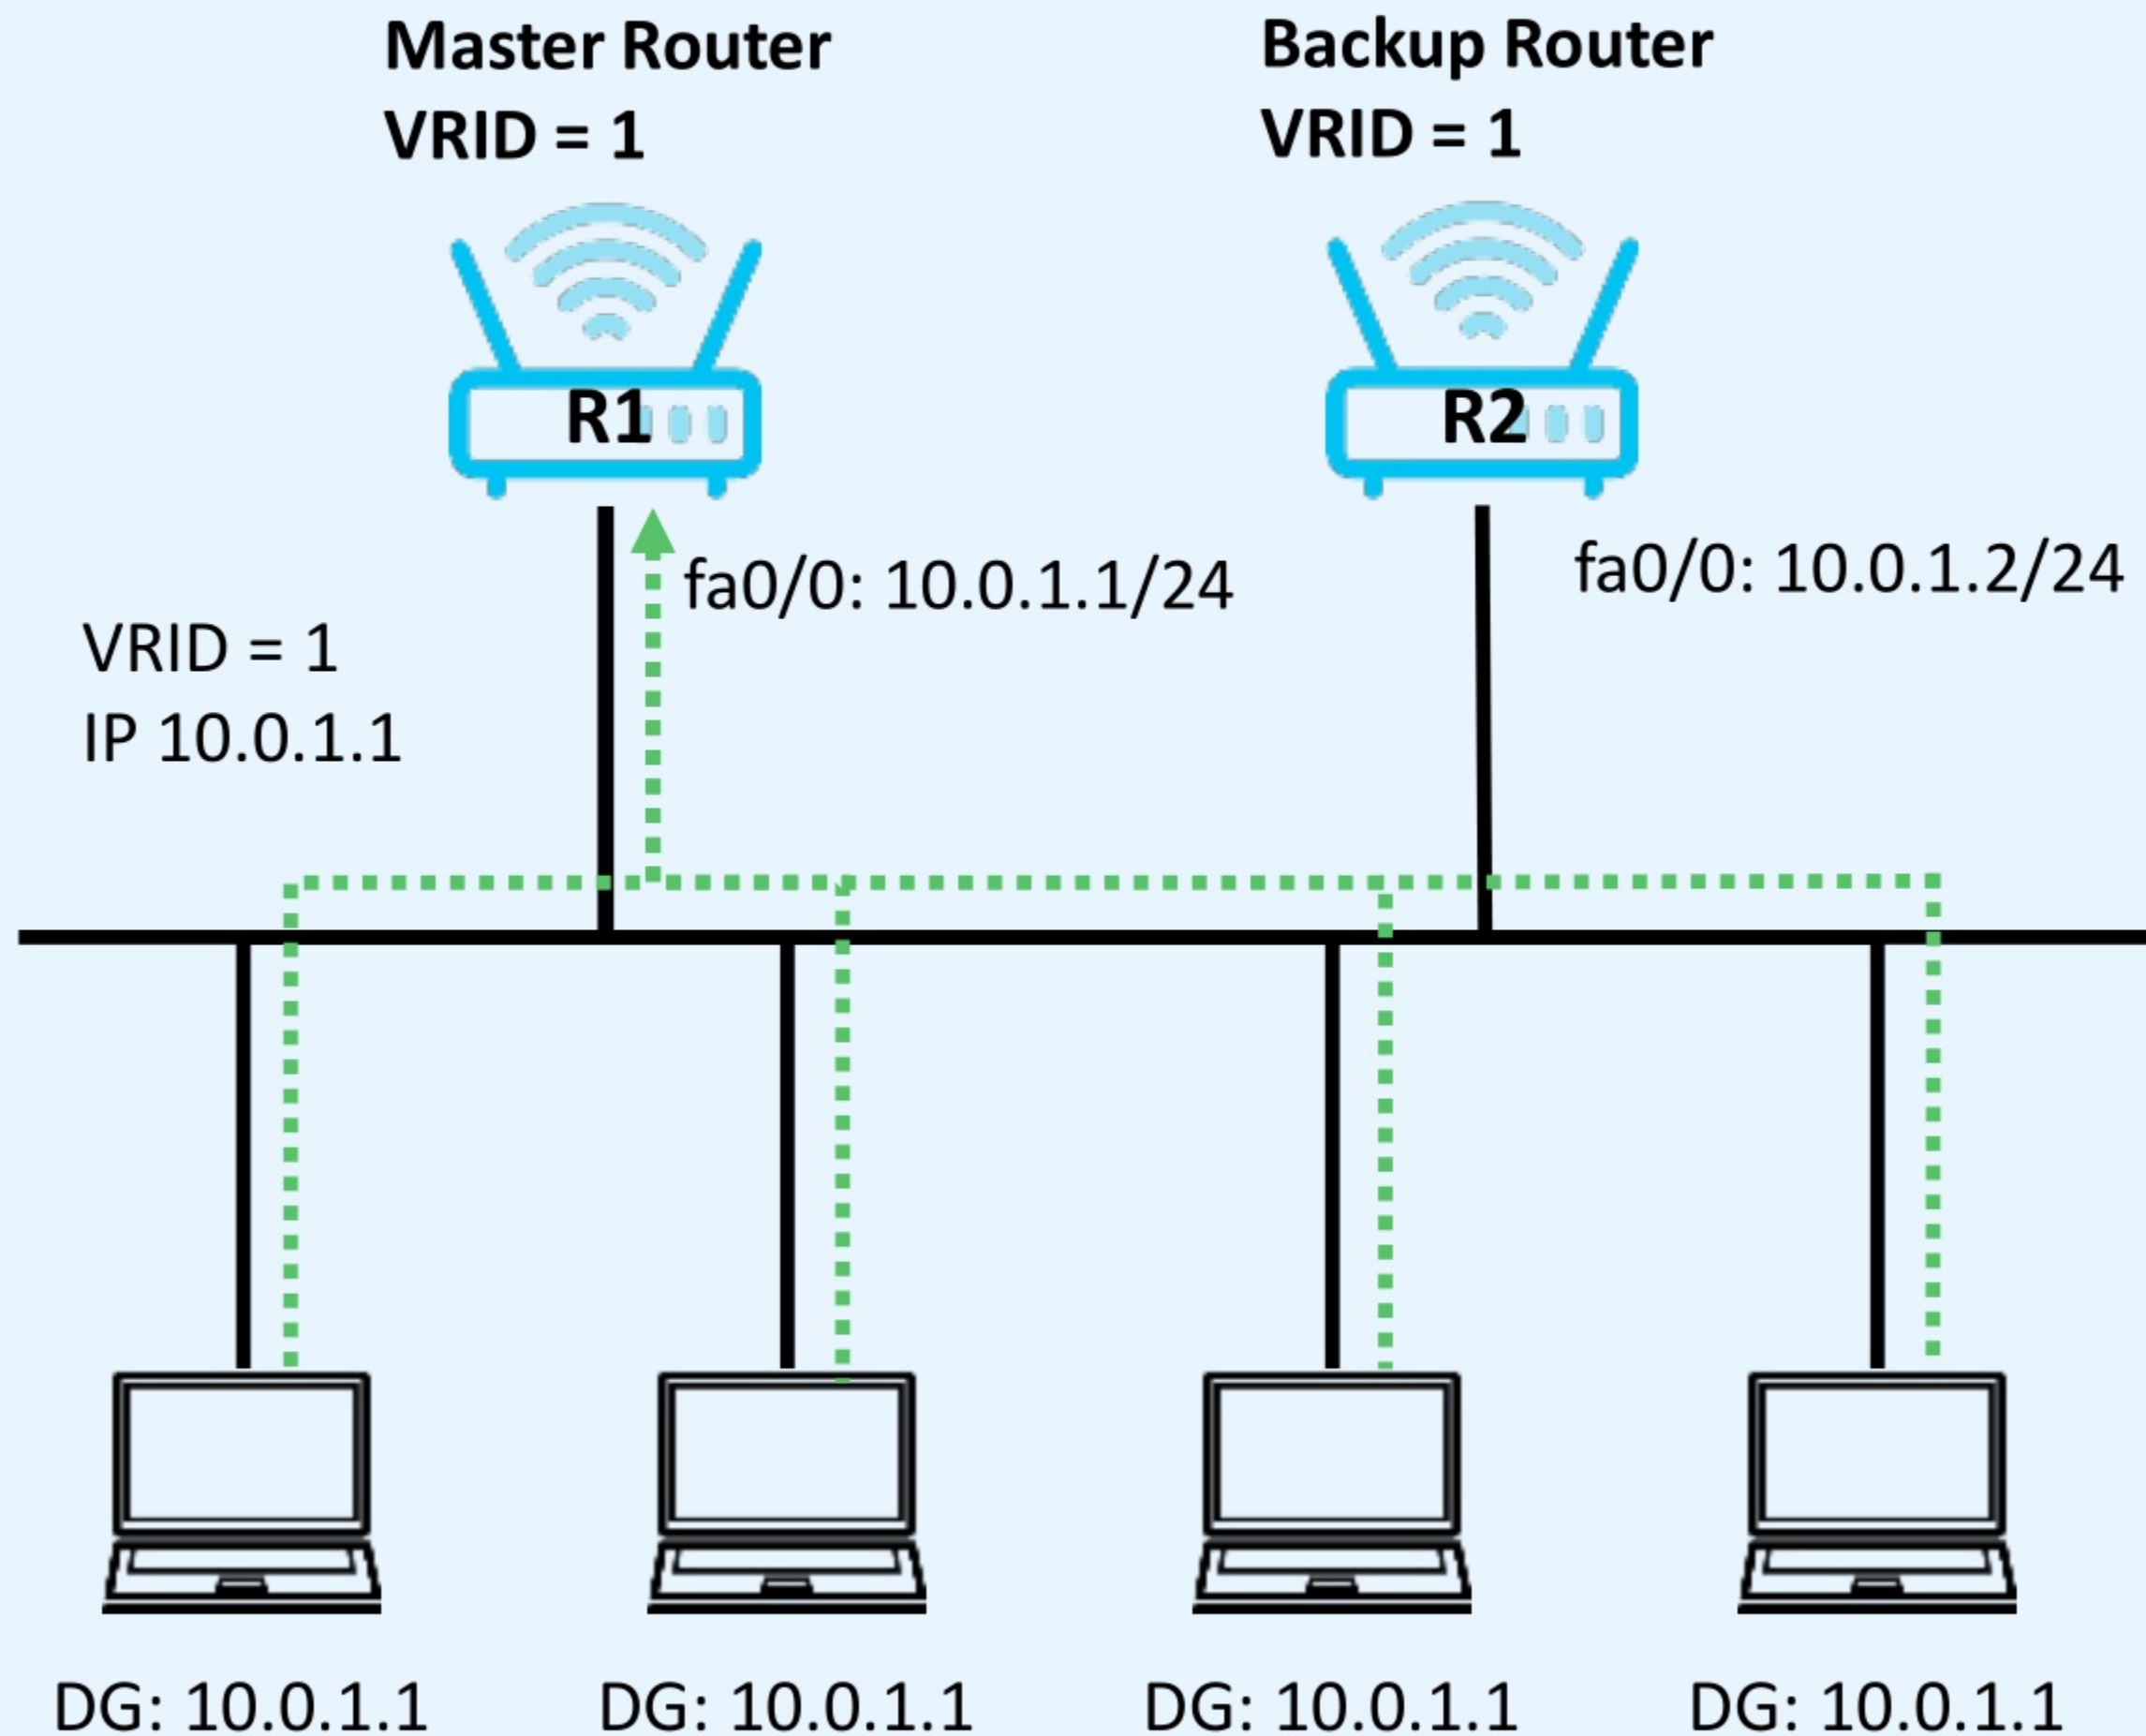 Master Router
VRID = 1
Backup Router
VRID = 1
R1
R2
fa0/0: 10.0.1.1/24
fa0/0: 10.0.1.2/24
VRID = 1
IP 10.0.1.1
DG: 10.0.1.1
DG: 10.0.1.1
DG: 10.0.1.1
DG: 10.0.1.1